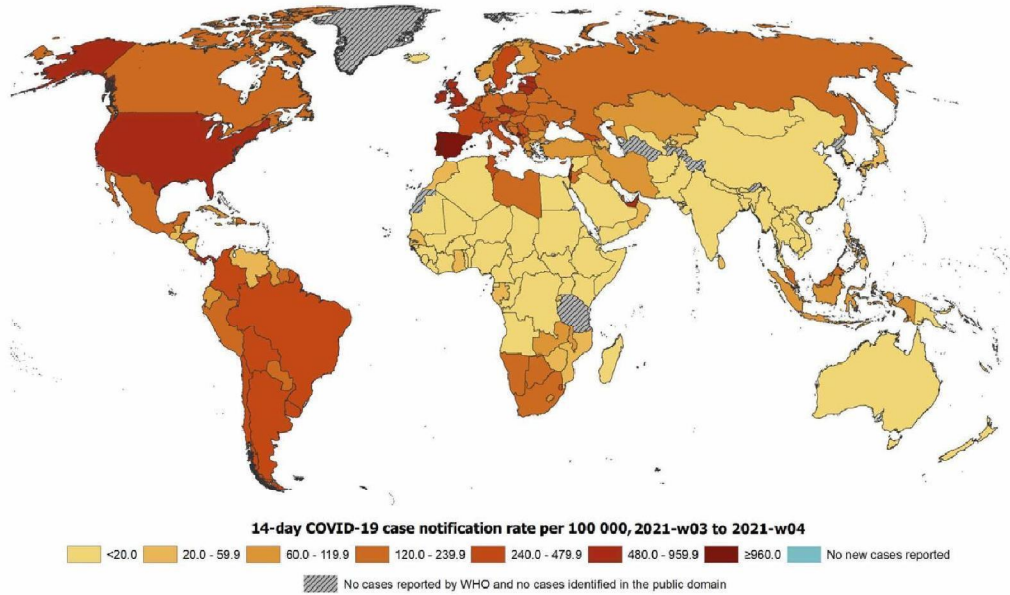 14-day COVID-19 case notification rate per 100 000, 2021-w03 to 2021-w04
<20.0 20.0 - 59.9 60.0 - 119.9 120.0 - 239.9 240.0 - 479.9 480.0 - 959.9 ≥960.0 No new cases reported
No cases reported by WHO and no cases identified in the public domain